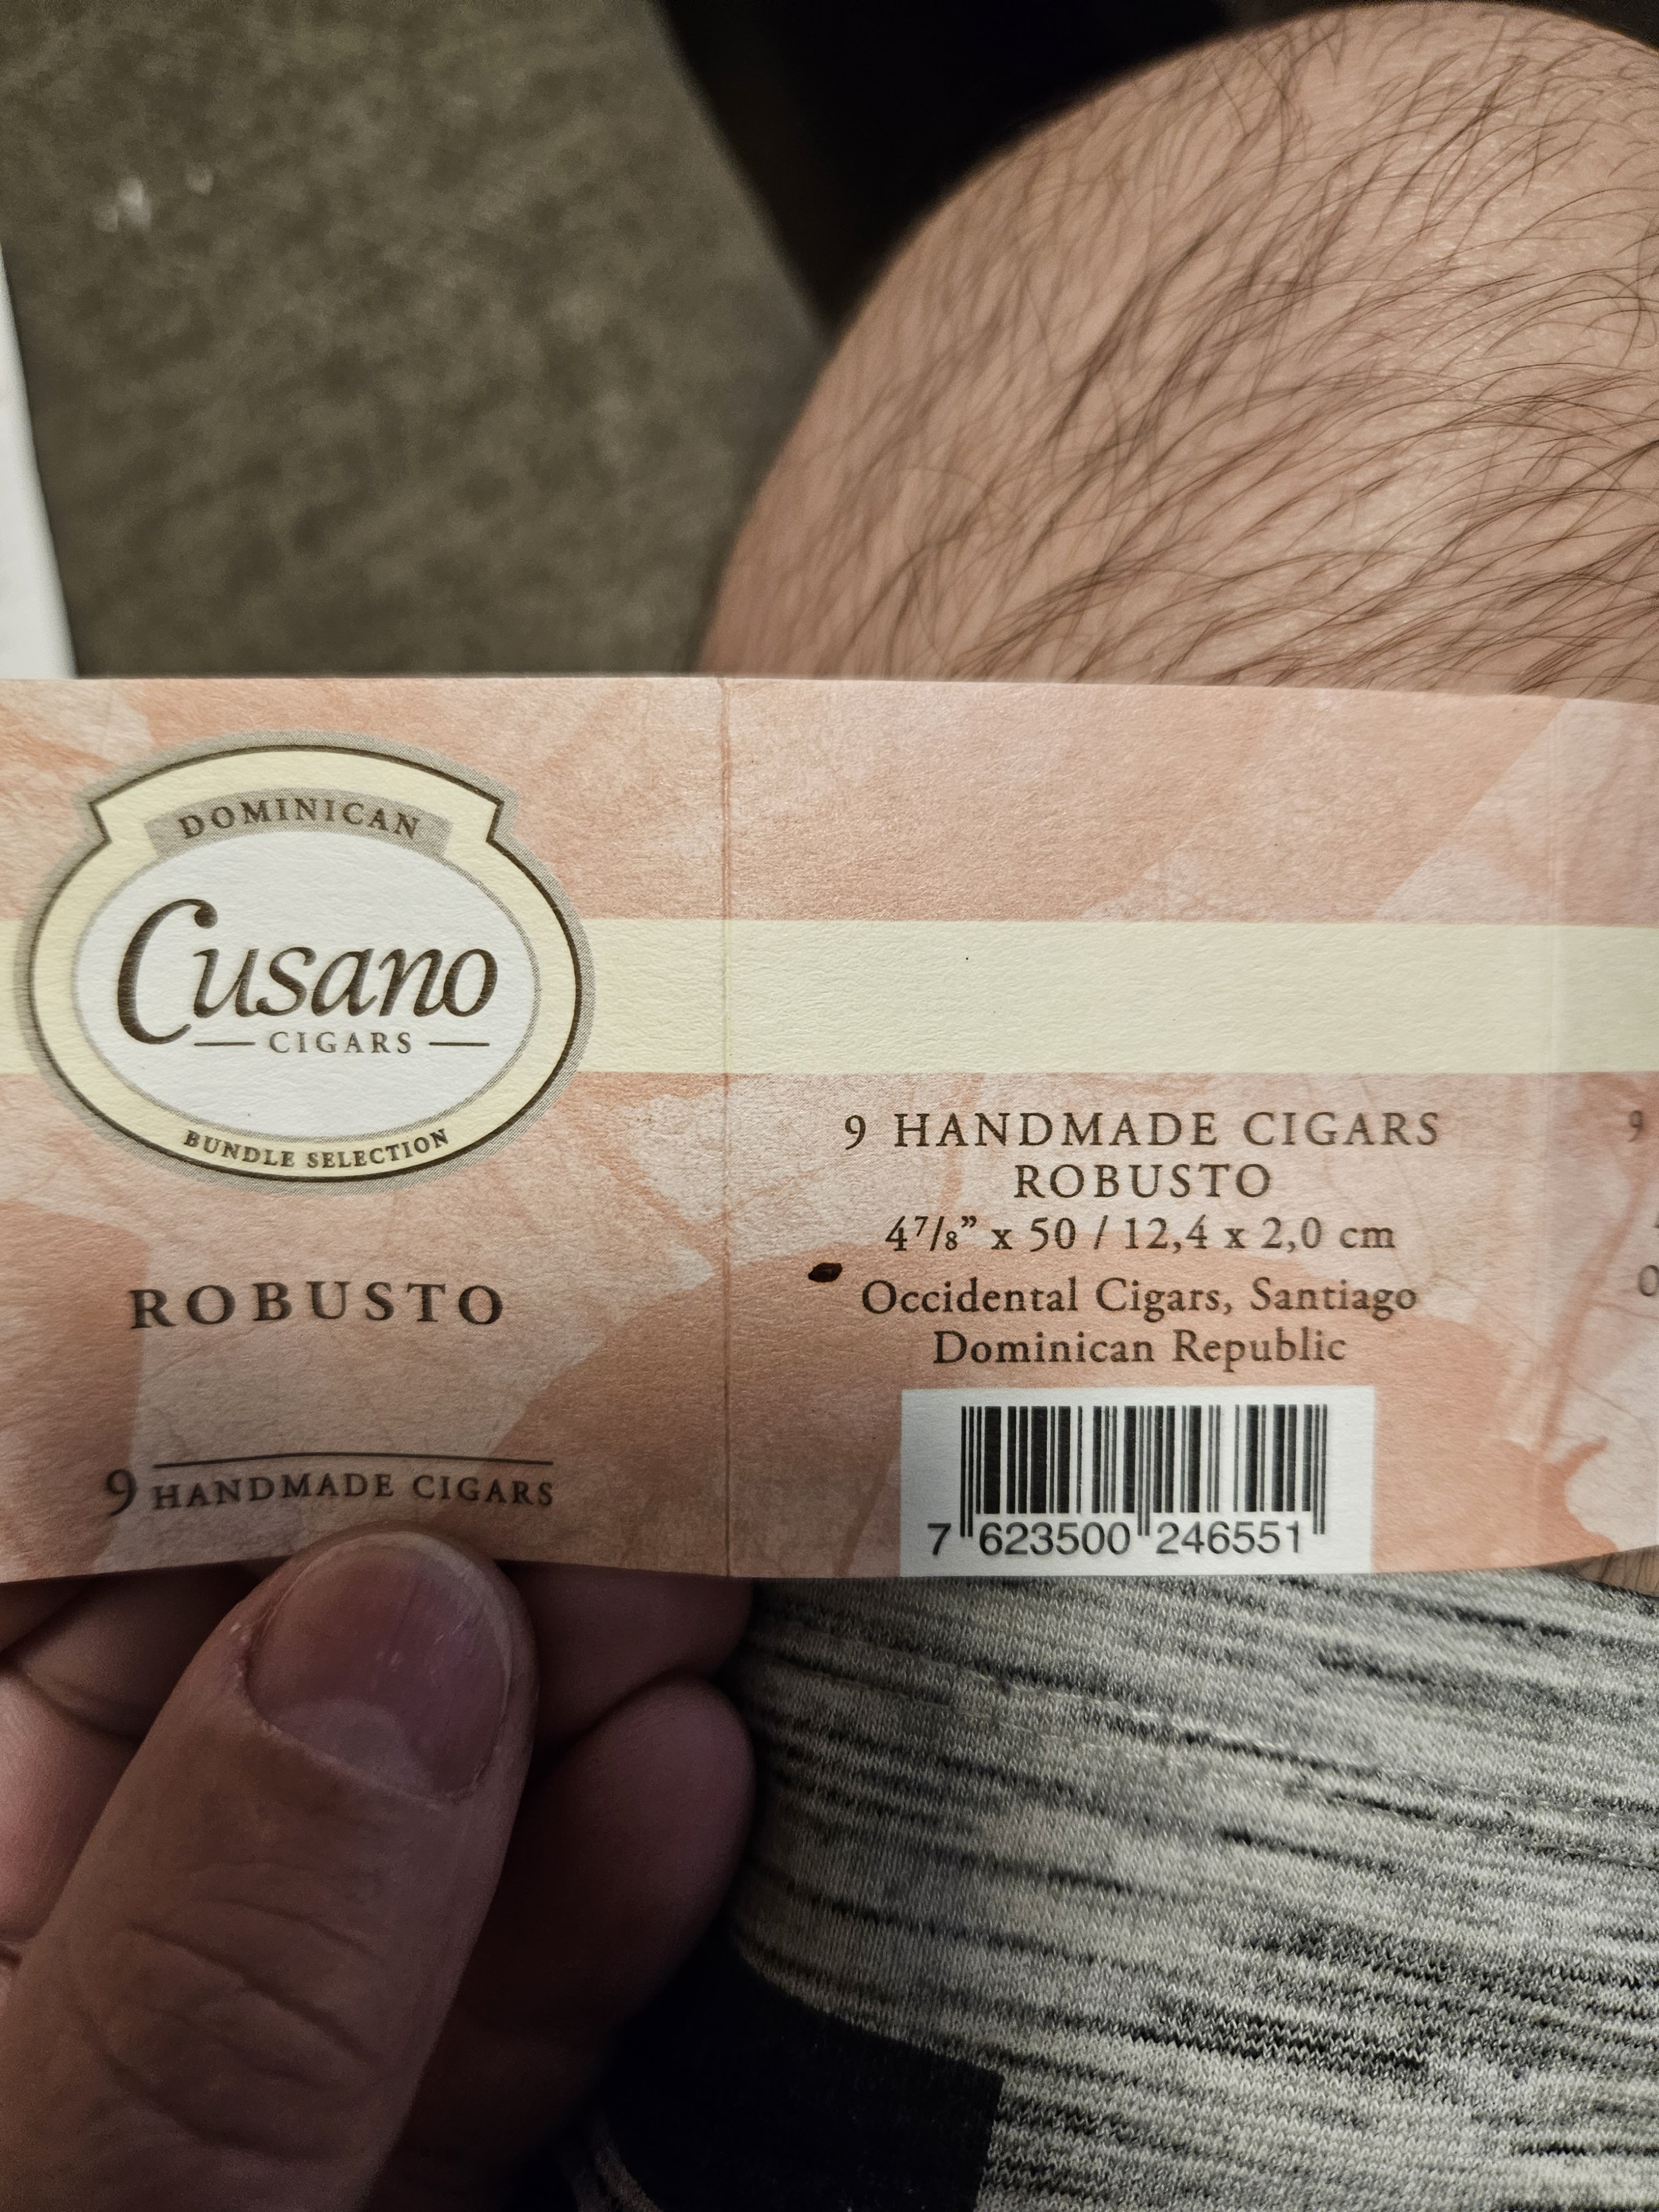 DOMINICAN
Cusano
CIGARS
BUNDLE SELECTION
ROBUSTO
9 HANDMADE CIGARS
9 HANDMADE CIGARS
ROBUSTO
4⁷/₈” x 50 / 12,4 x 2,0 cm
Occidental Cigars, Santiago
Dominican Republic
7 623500 246551
9